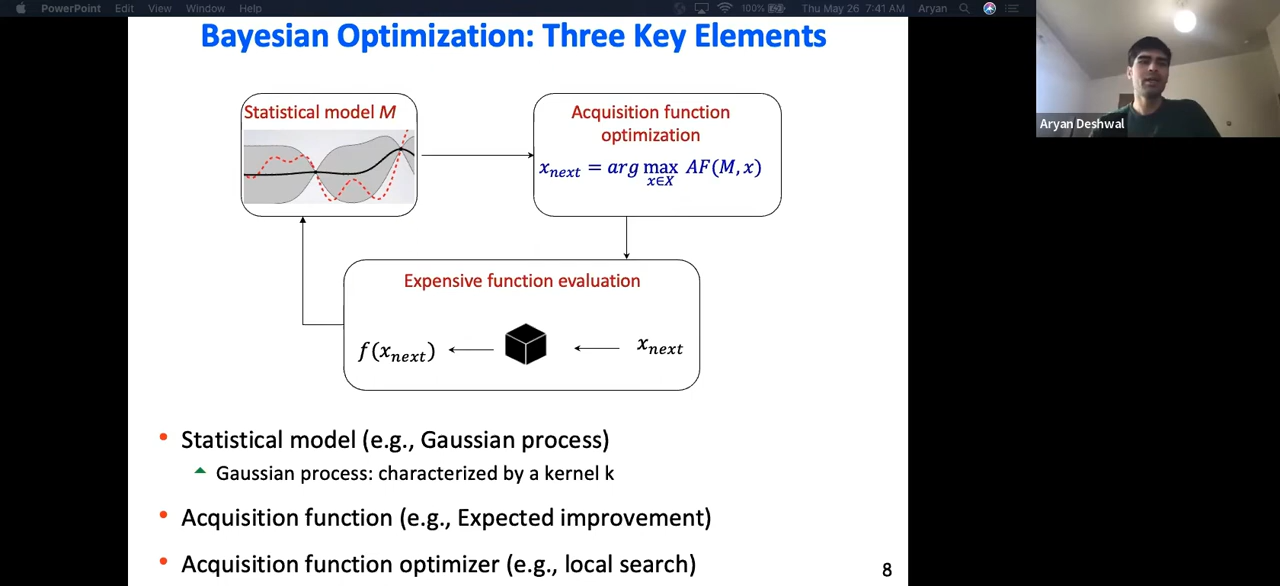 PowerPoint Edit View Window Help 100% Thu May 26 7:41 AM Aryan
Bayesian Optimization: Three Key Elements
Aryan Deshwal
Statistical model M
Acquisition function
optimization
x_next = arg max AF(M, x)
x∈X
Expensive function evaluation
f(x_next)
x_next
• Statistical model (e.g., Gaussian process)
Gaussian process: characterized by a kernel k
• Acquisition function (e.g., Expected improvement)
• Acquisition function optimizer (e.g., local search)
8